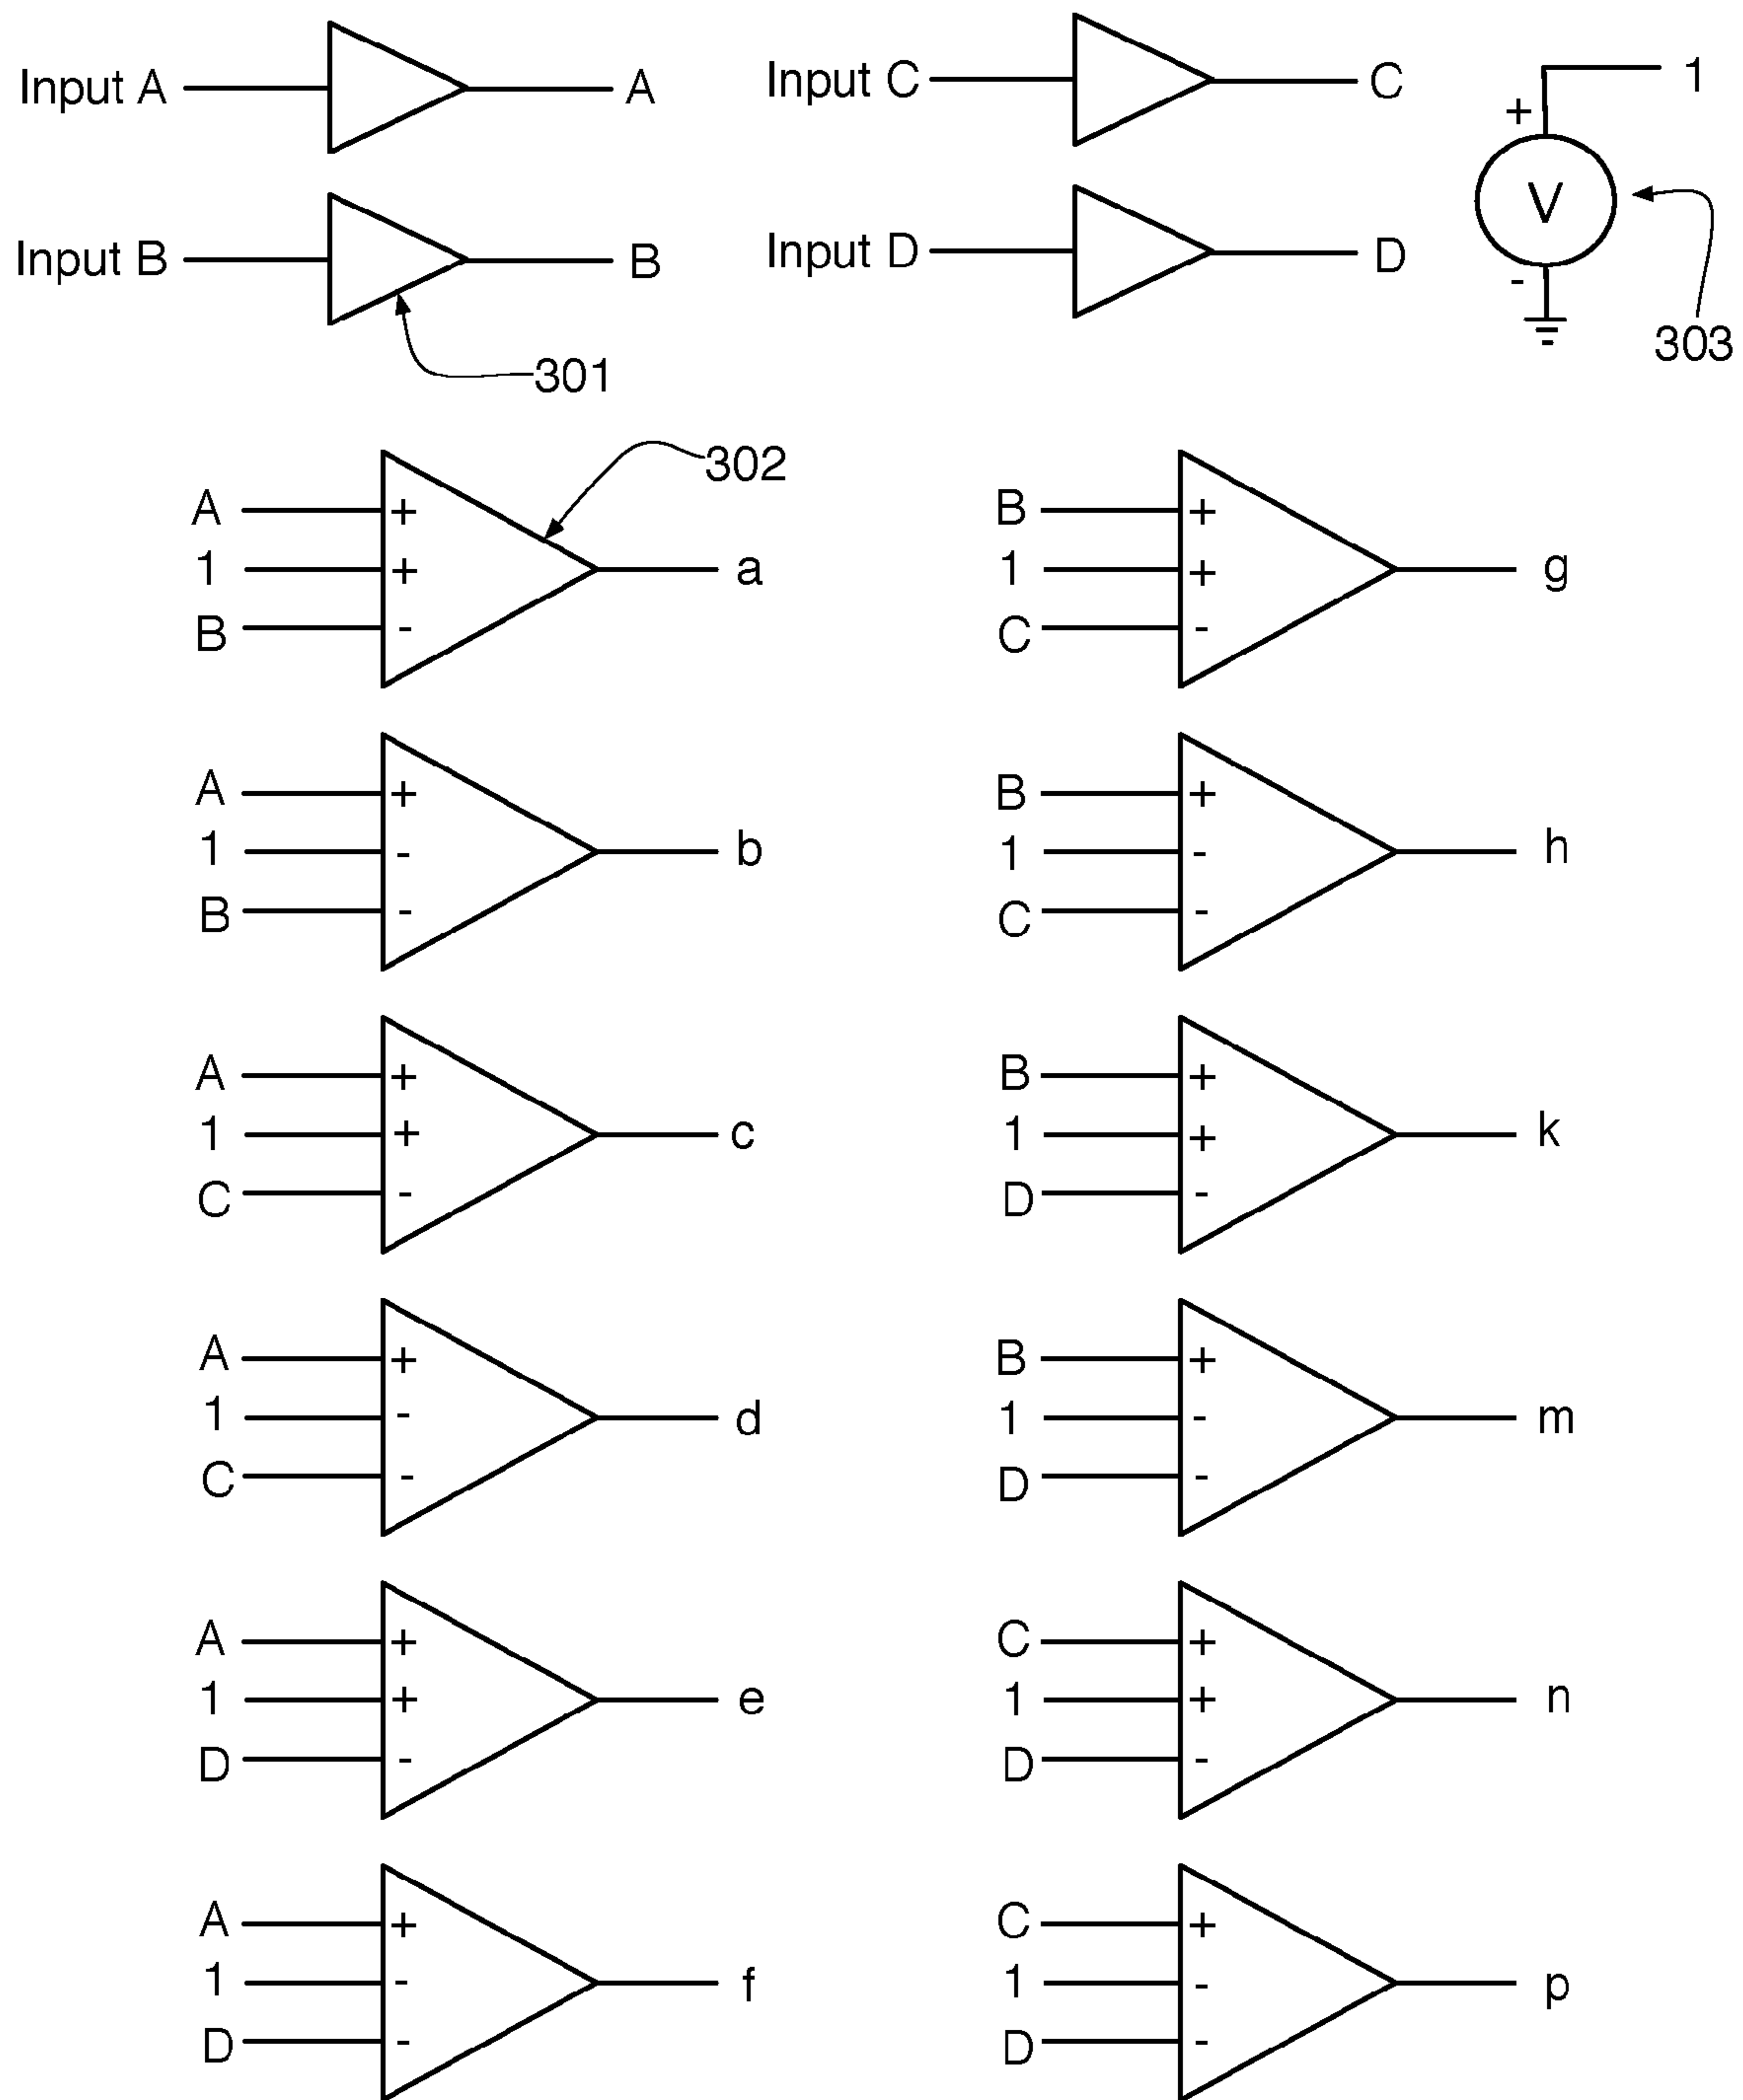 Input A A
Input C C
1
+
V
-
303
Input B B
Input D D
301
302
A +
1 + a
B -
B +
1 + g
C -
A +
1 - b
B -
B +
1 - h
C -
A +
1 + c
C -
B +
1 + k
D -
A +
1 - d
C -
B +
1 - m
D -
A +
1 + e
D -
C +
1 + n
D -
A +
1 - f
D -
C +
1 - p
D -